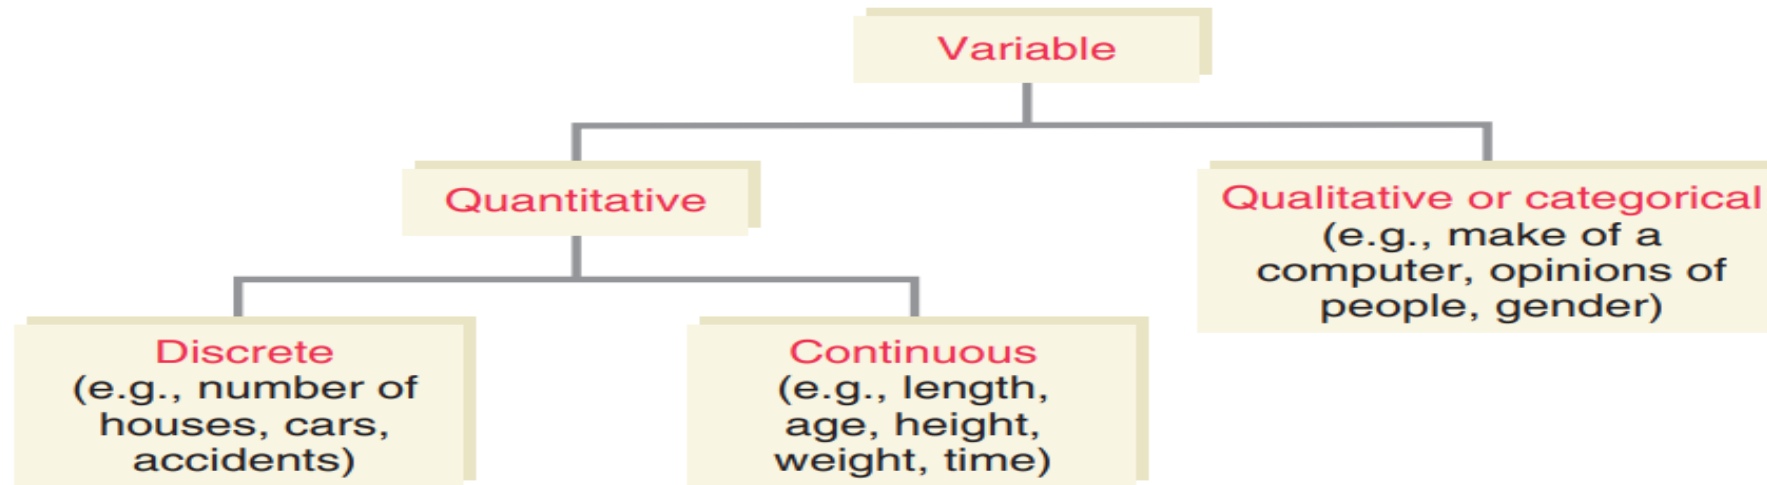 Variable
Quantitative
Qualitative or categorical
(e.g., make of a
computer, opinions of
people, gender)
Discrete
(e.g., number of
houses, cars,
accidents)
Continuous
(e.g., length,
age, height,
weight, time)